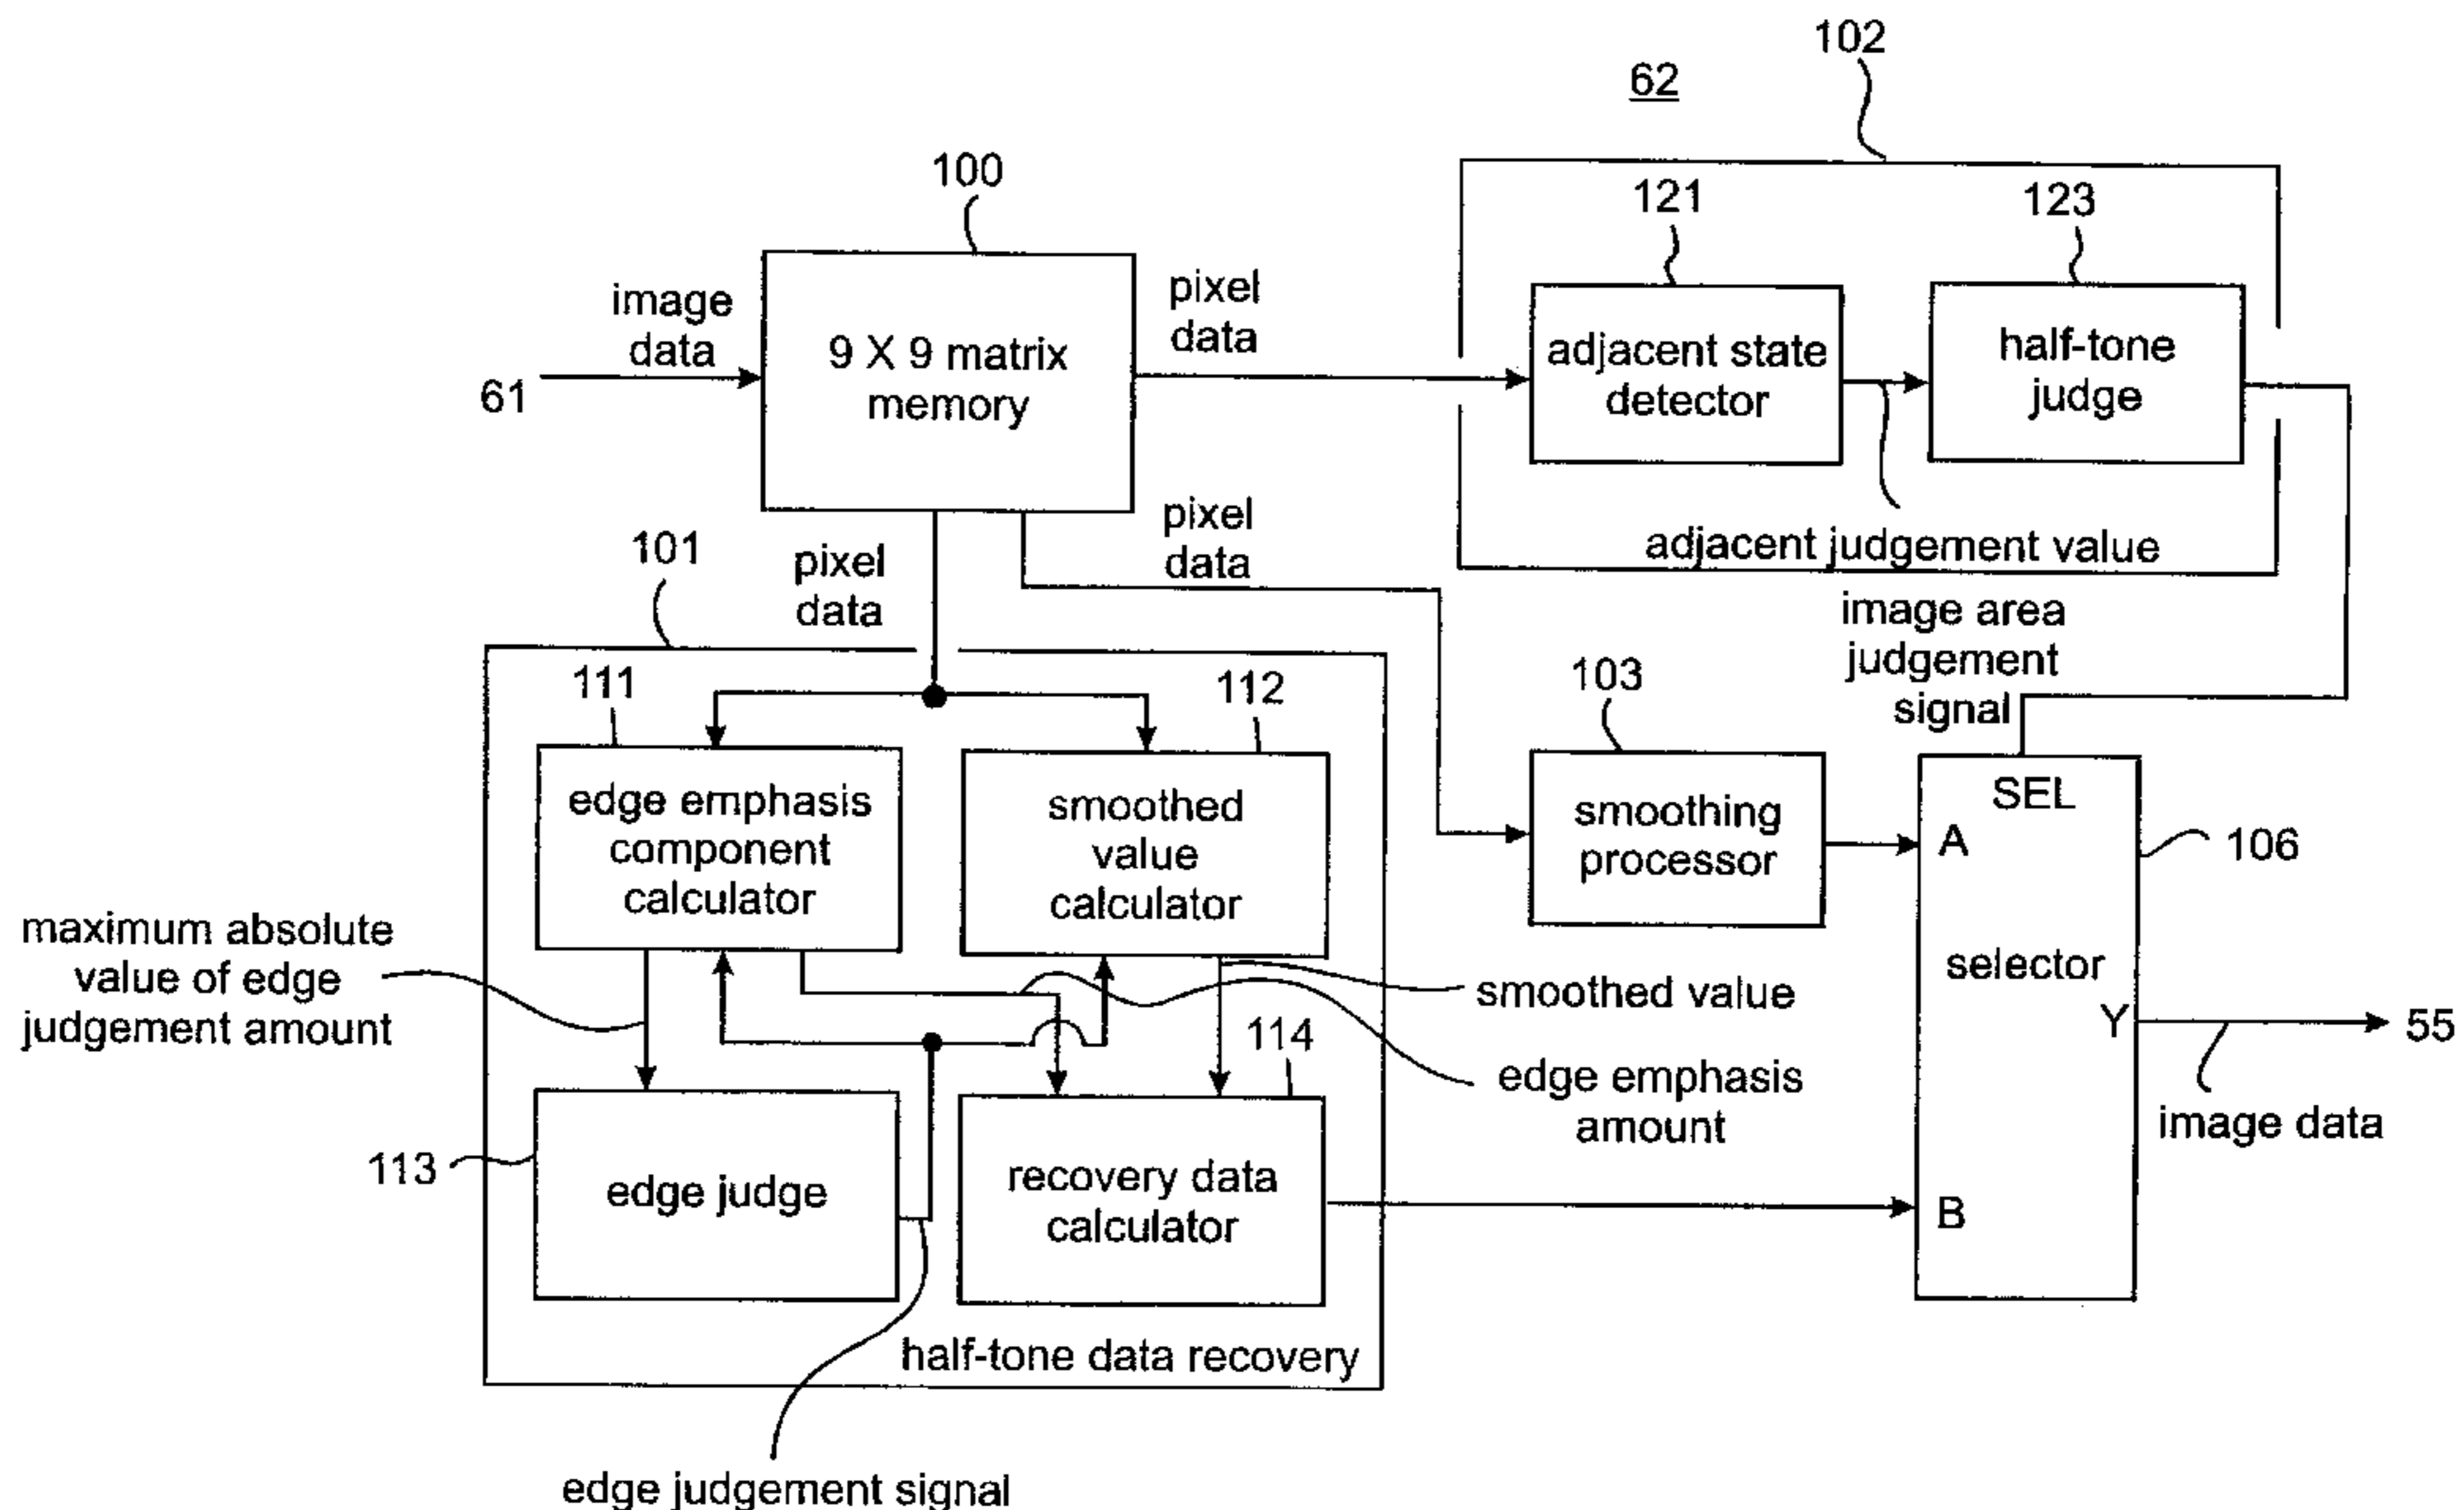 102
62
100
121
123
image
data
61
9 X 9 matrix
memory
pixel
data
adjacent state
detector
half-tone
judge
adjacent judgement value
101
pixel
data
pixel
data
image area
judgement
signal
111
112
103
edge emphasis
component
calculator
smoothed
value
calculator
smoothing
processor
SEL
A
selector
Y
B
106
55
image data
maximum absolute
value of edge
judgement amount
smoothed value
114
edge emphasis
amount
113
edge judge
recovery data
calculator
half-tone data recovery
edge judgement signal